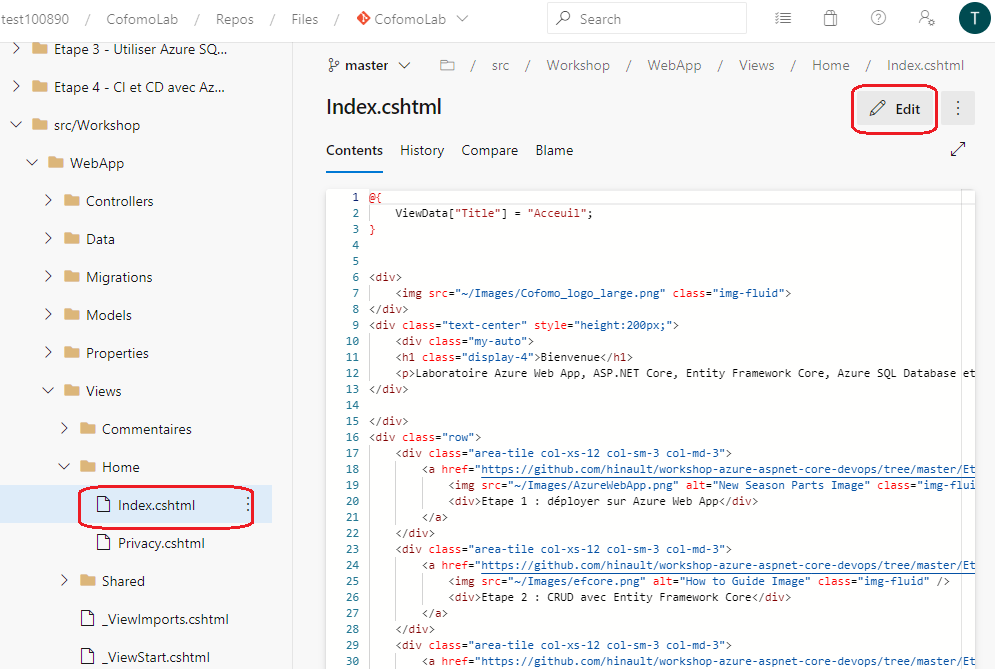 test100890 / CofomoLab / Repos / Files / CofomoLab
Search
T
Etape 3 - Utiliser Azure SQ...
Etape 4 - CI et CD avec Az...
src/Workshop
WebApp
Controllers
Data
Migrations
Models
Properties
Views
Commentaires
Home
Index.cshtml
Privacy.cshtml
Shared
_ViewImports.cshtml
_ViewStart.cshtml
master / src / Workshop / WebApp / Views / Home / Index.cshtml
Index.cshtml
Edit
Contents History Compare Blame
1 @{
2 ViewData["Title"] = "Acceuil";
3 }
4
5
6 <div>
7 <img src="~/Images/Cofomo_logo_large.png" class="img-fluid">
8 </div>
9 <div class="text-center" style="height:200px;">
10 <div class="my-auto">
11 <h1 class="display-4">Bienvenue</h1>
12 <p>Laboratoire Azure Web App, ASP.NET Core, Entity Framework Core, Azure SQL Database et
13 </div>
14
15 </div>
16 <div class="row">
17 <div class="area-tile col-xs-12 col-sm-3 col-md-3">
18 <a href="https://github.com/hinault/workshop-azure-aspnet-core-devops/tree/master/Et
19 <img src="~/Images/AzureWebApp.png" alt="New Season Parts Image" class="img-flui
20 <div>Etape 1 : déployer sur Azure Web App</div>
21 </a>
22 </div>
23 <div class="area-tile col-xs-12 col-sm-3 col-md-3">
24 <a href="https://github.com/hinault/workshop-azure-aspnet-core-devops/tree/master/Et
25 <img src="~/Images/efcore.png" alt="How to Guide Image" class="img-fluid" />
26 <div>Etape 2 : CRUD avec Entity Framework Core</div>
27 </a>
28 </div>
29 <div class="area-tile col-xs-12 col-sm-3 col-md-3">
30 <a href="https://github.com/hinault/workshop-azure-aspnet-core-devops/tree/master/Et